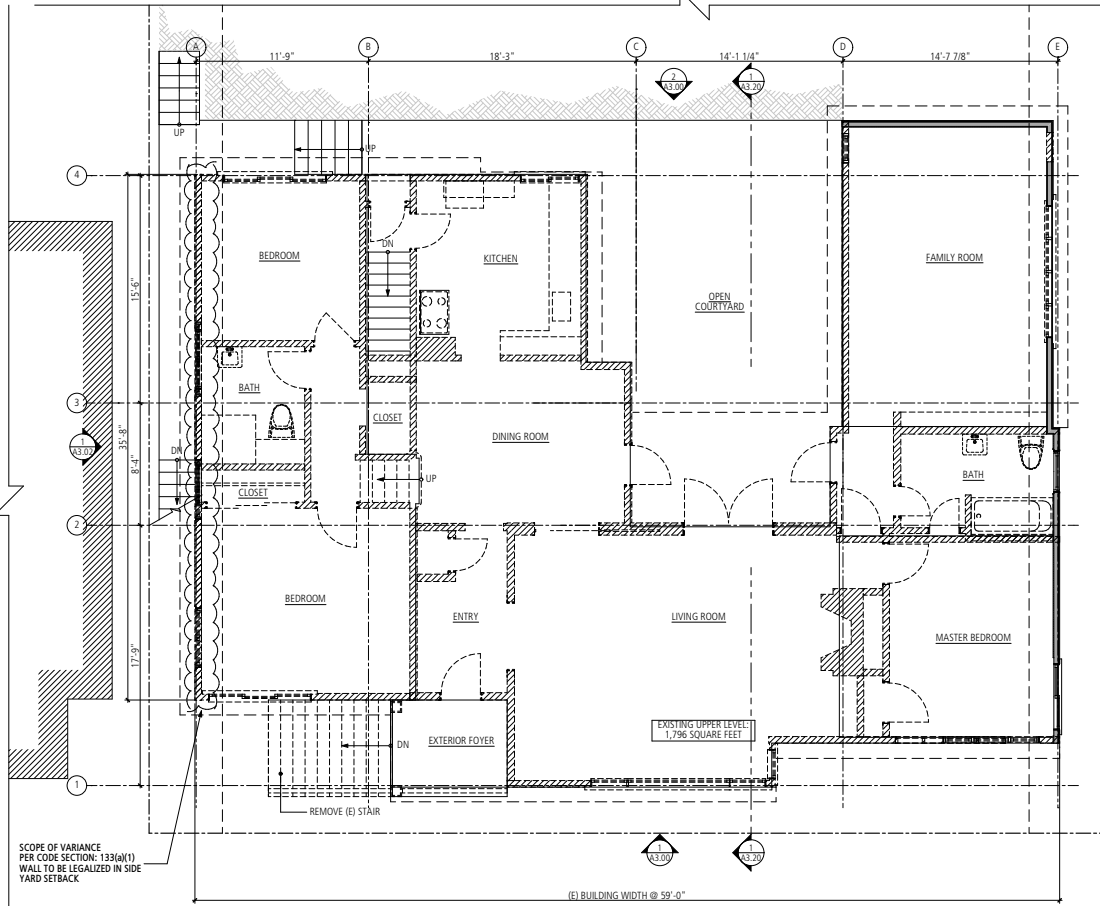 A
B
C
D
E
11'-9"
18'-3"
14'-1 1/4"
14'-7 7/8"
2
A3.00
1
A3.20
UP
UP
4
BEDROOM
DN
KITCHEN
OPEN
COURTYARD
FAMILY ROOM
15'-6"
BATH
3
CLOSET
35'-8"
DINING ROOM
1
A3.02
DN
8'-4"
UP
BATH
CLOSET
2
BEDROOM
ENTRY
LIVING ROOM
MASTER BEDROOM
17'-9"
EXISTING UPPER LEVEL:
1,796 SQUARE FEET
DN
EXTERIOR FOYER
1
REMOVE (E) STAIR
SCOPE OF VARIANCE
PER CODE SECTION: 133(a)(1)
WALL TO BE LEGALIZED IN SIDE
YARD SETBACK
1
A3.00
1
A3.20
(E) BUILDING WIDTH @ 59'-0"